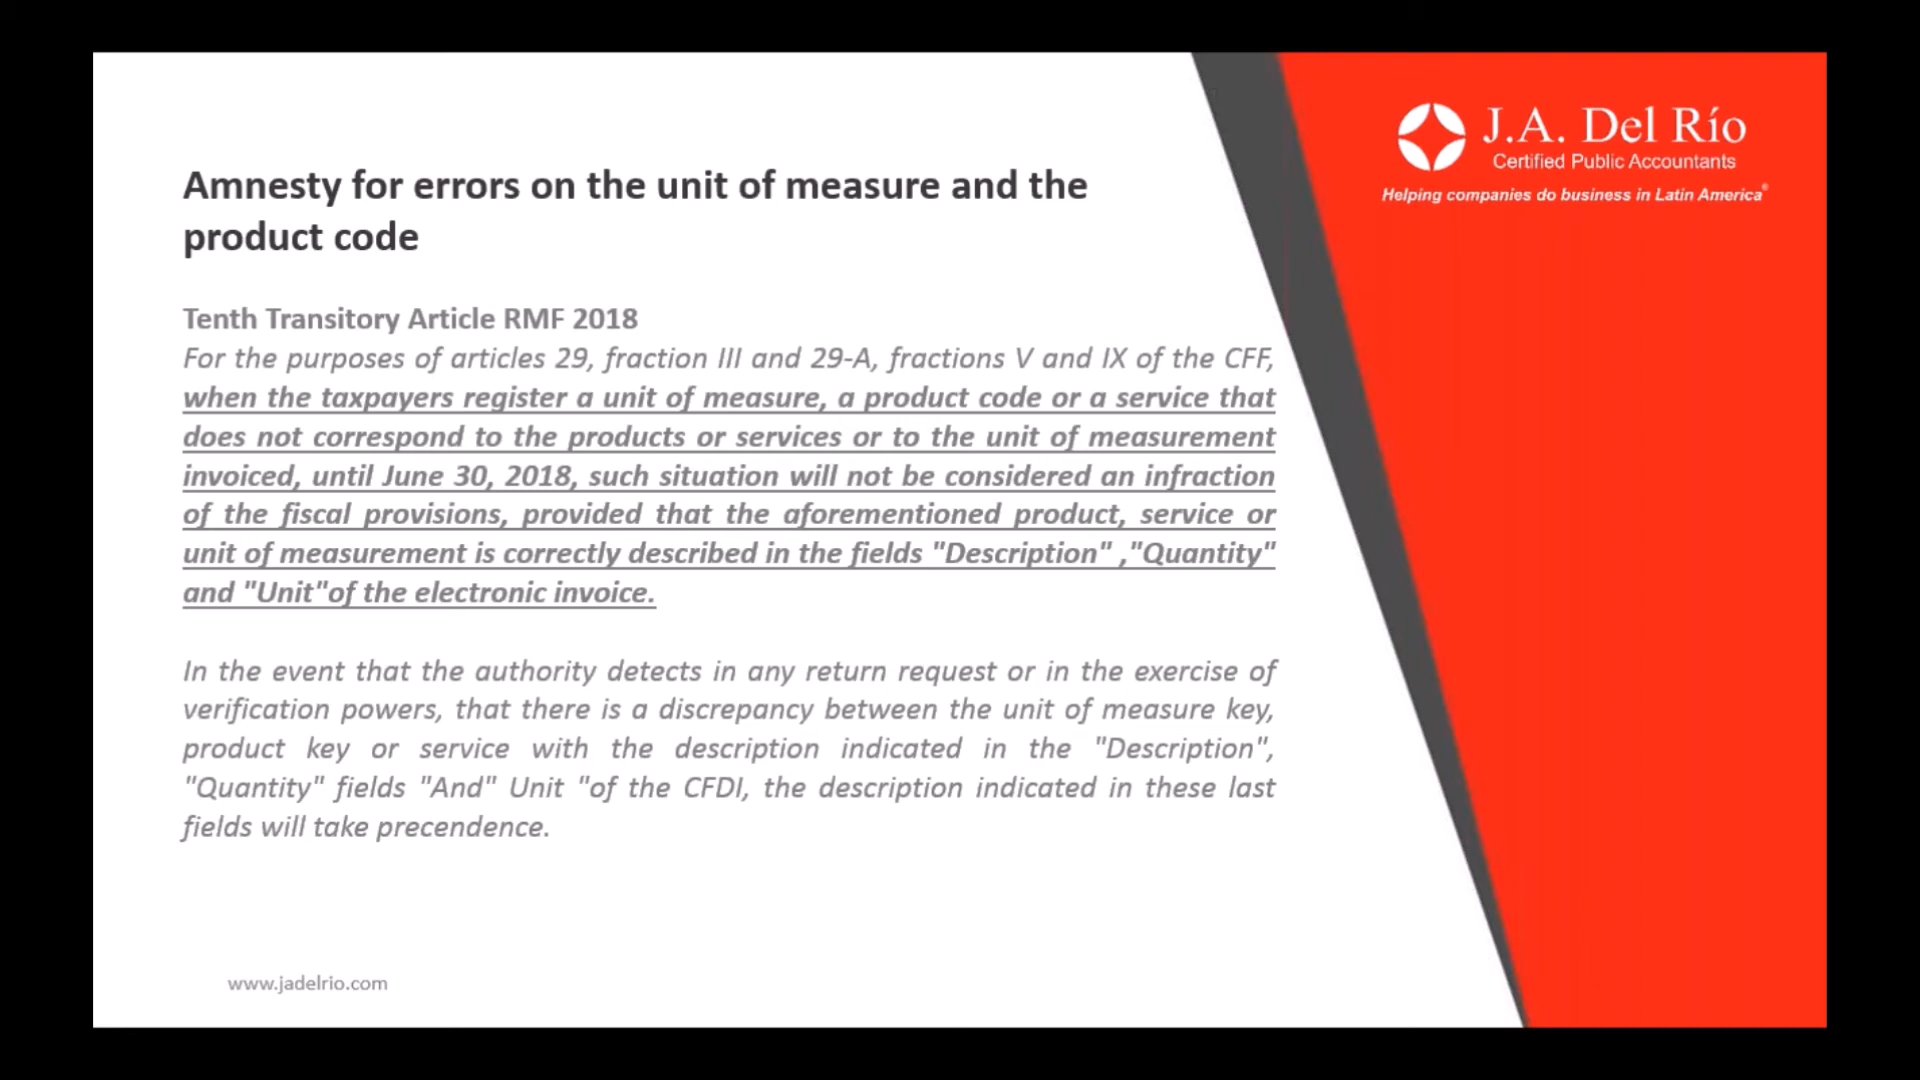 J.A. Del Río
Certified Public Accountants
Helping companies do business in Latin America®
Amnesty for errors on the unit of measure and the
product code
Tenth Transitory Article RMF 2018
For the purposes of articles 29, fraction III and 29-A, fractions V and IX of the CFF,
when the taxpayers register a unit of measure, a product code or a service that
does not correspond to the products or services or to the unit of measurement
invoiced, until June 30, 2018, such situation will not be considered an infraction
of the fiscal provisions, provided that the aforementioned product, service or
unit of measurement is correctly described in the fields "Description" ,"Quantity"
and "Unit"of the electronic invoice.
In the event that the authority detects in any return request or in the exercise of
verification powers, that there is a discrepancy between the unit of measure key,
product key or service with the description indicated in the "Description",
"Quantity" fields "And" Unit "of the CFDI, the description indicated in these last
fields will take precendence.
www.jadelrio.com